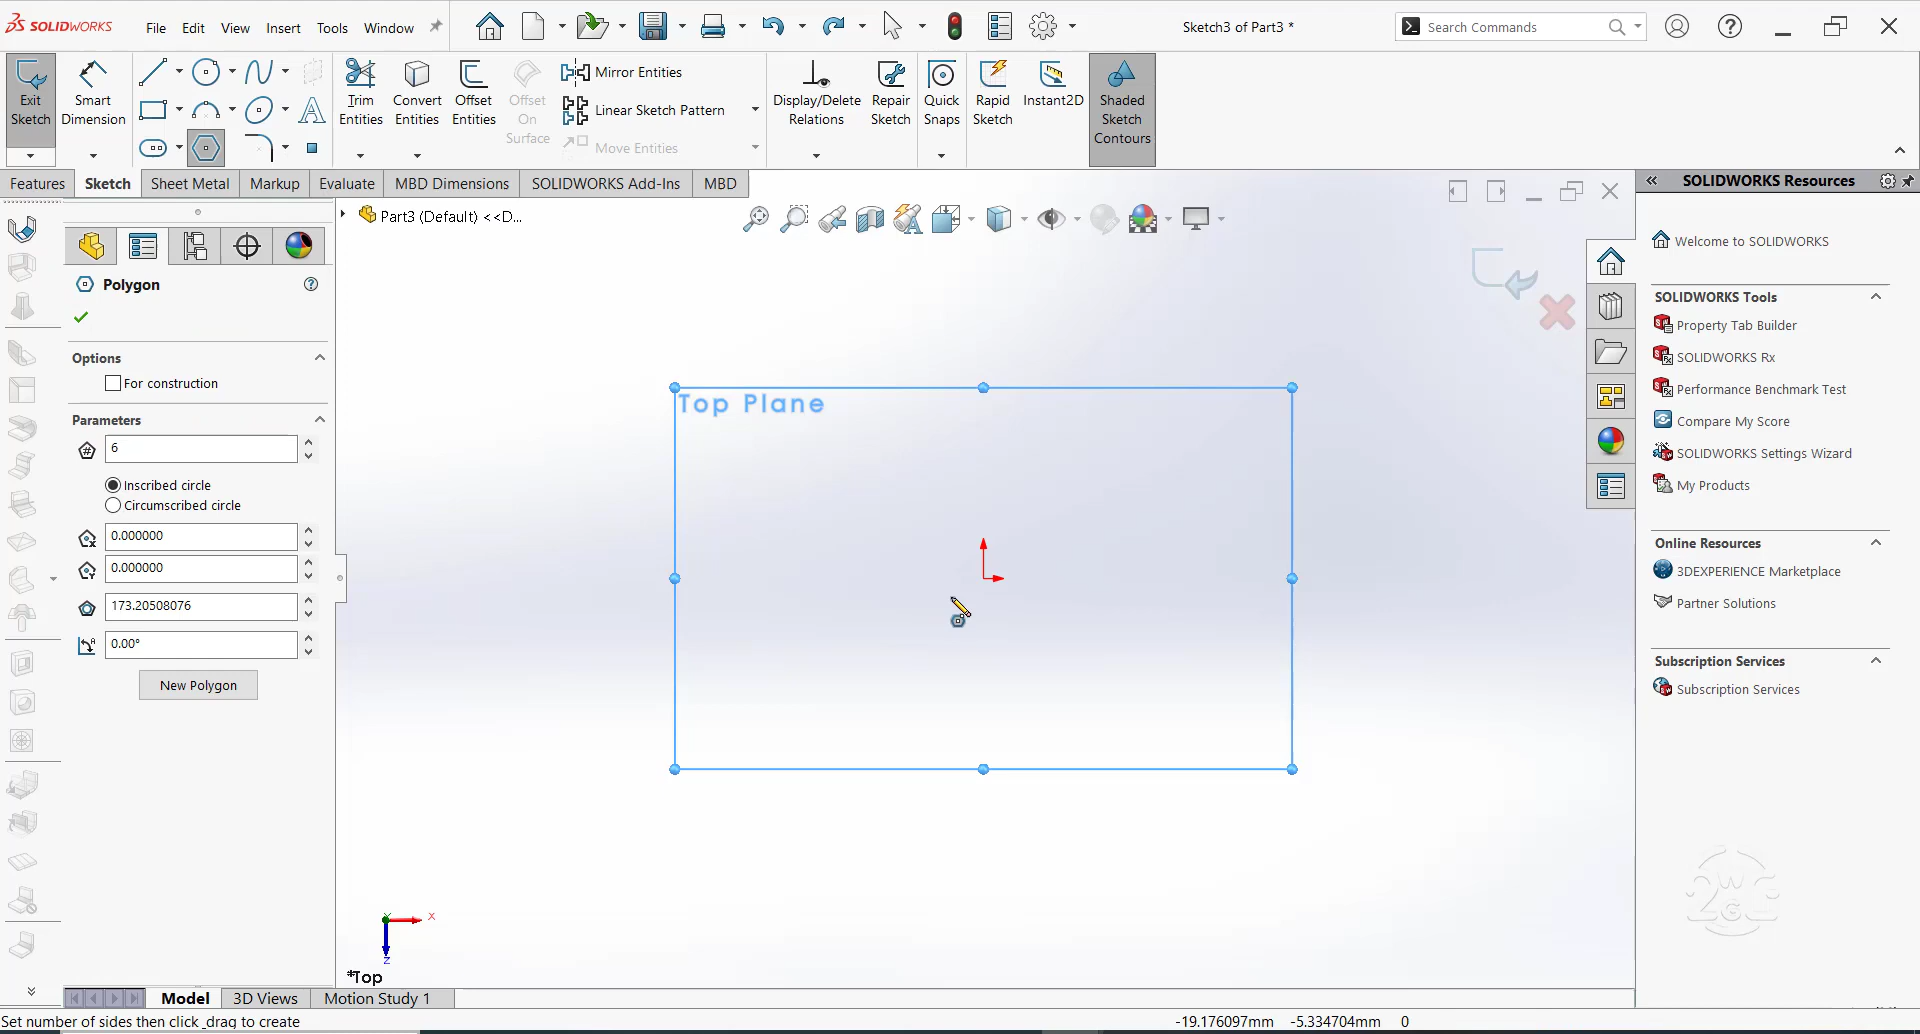 SOLIDWORKS
File
Edit
View
Insert
Tools
Window
Sketch3 of Part3 *
Search Commands
Exit Sketch
Smart Dimension
Trim Entities
Convert Entities
Offset Entities
Offset On Surface
Mirror Entities
Linear Sketch Pattern
Move Entities
Display/Delete Relations
Repair Sketch
Quick Snaps
Rapid Sketch
Instant2D
Shaded Sketch Contours
Features
Sketch
Sheet Metal
Markup
Evaluate
MBD Dimensions
SOLIDWORKS Add-Ins
MBD
Part3 (Default) <<D...
Polygon
Options
For construction
Parameters
6
Inscribed circle
Circumscribed circle
0.000000
0.000000
173.20508076
0.00°
New Polygon
Top Plane
X
Y
Z
*Top
SOLIDWORKS Resources
Welcome to SOLIDWORKS
SOLIDWORKS Tools
Property Tab Builder
SOLIDWORKS Rx
Performance Benchmark Test
Compare My Score
SOLIDWORKS Settings Wizard
My Products
Online Resources
3DEXPERIENCE Marketplace
Partner Solutions
Subscription Services
Subscription Services
Model
3D Views
Motion Study 1
Set number of sides then click _drag to create
-19.176097mm
-5.334704mm
0